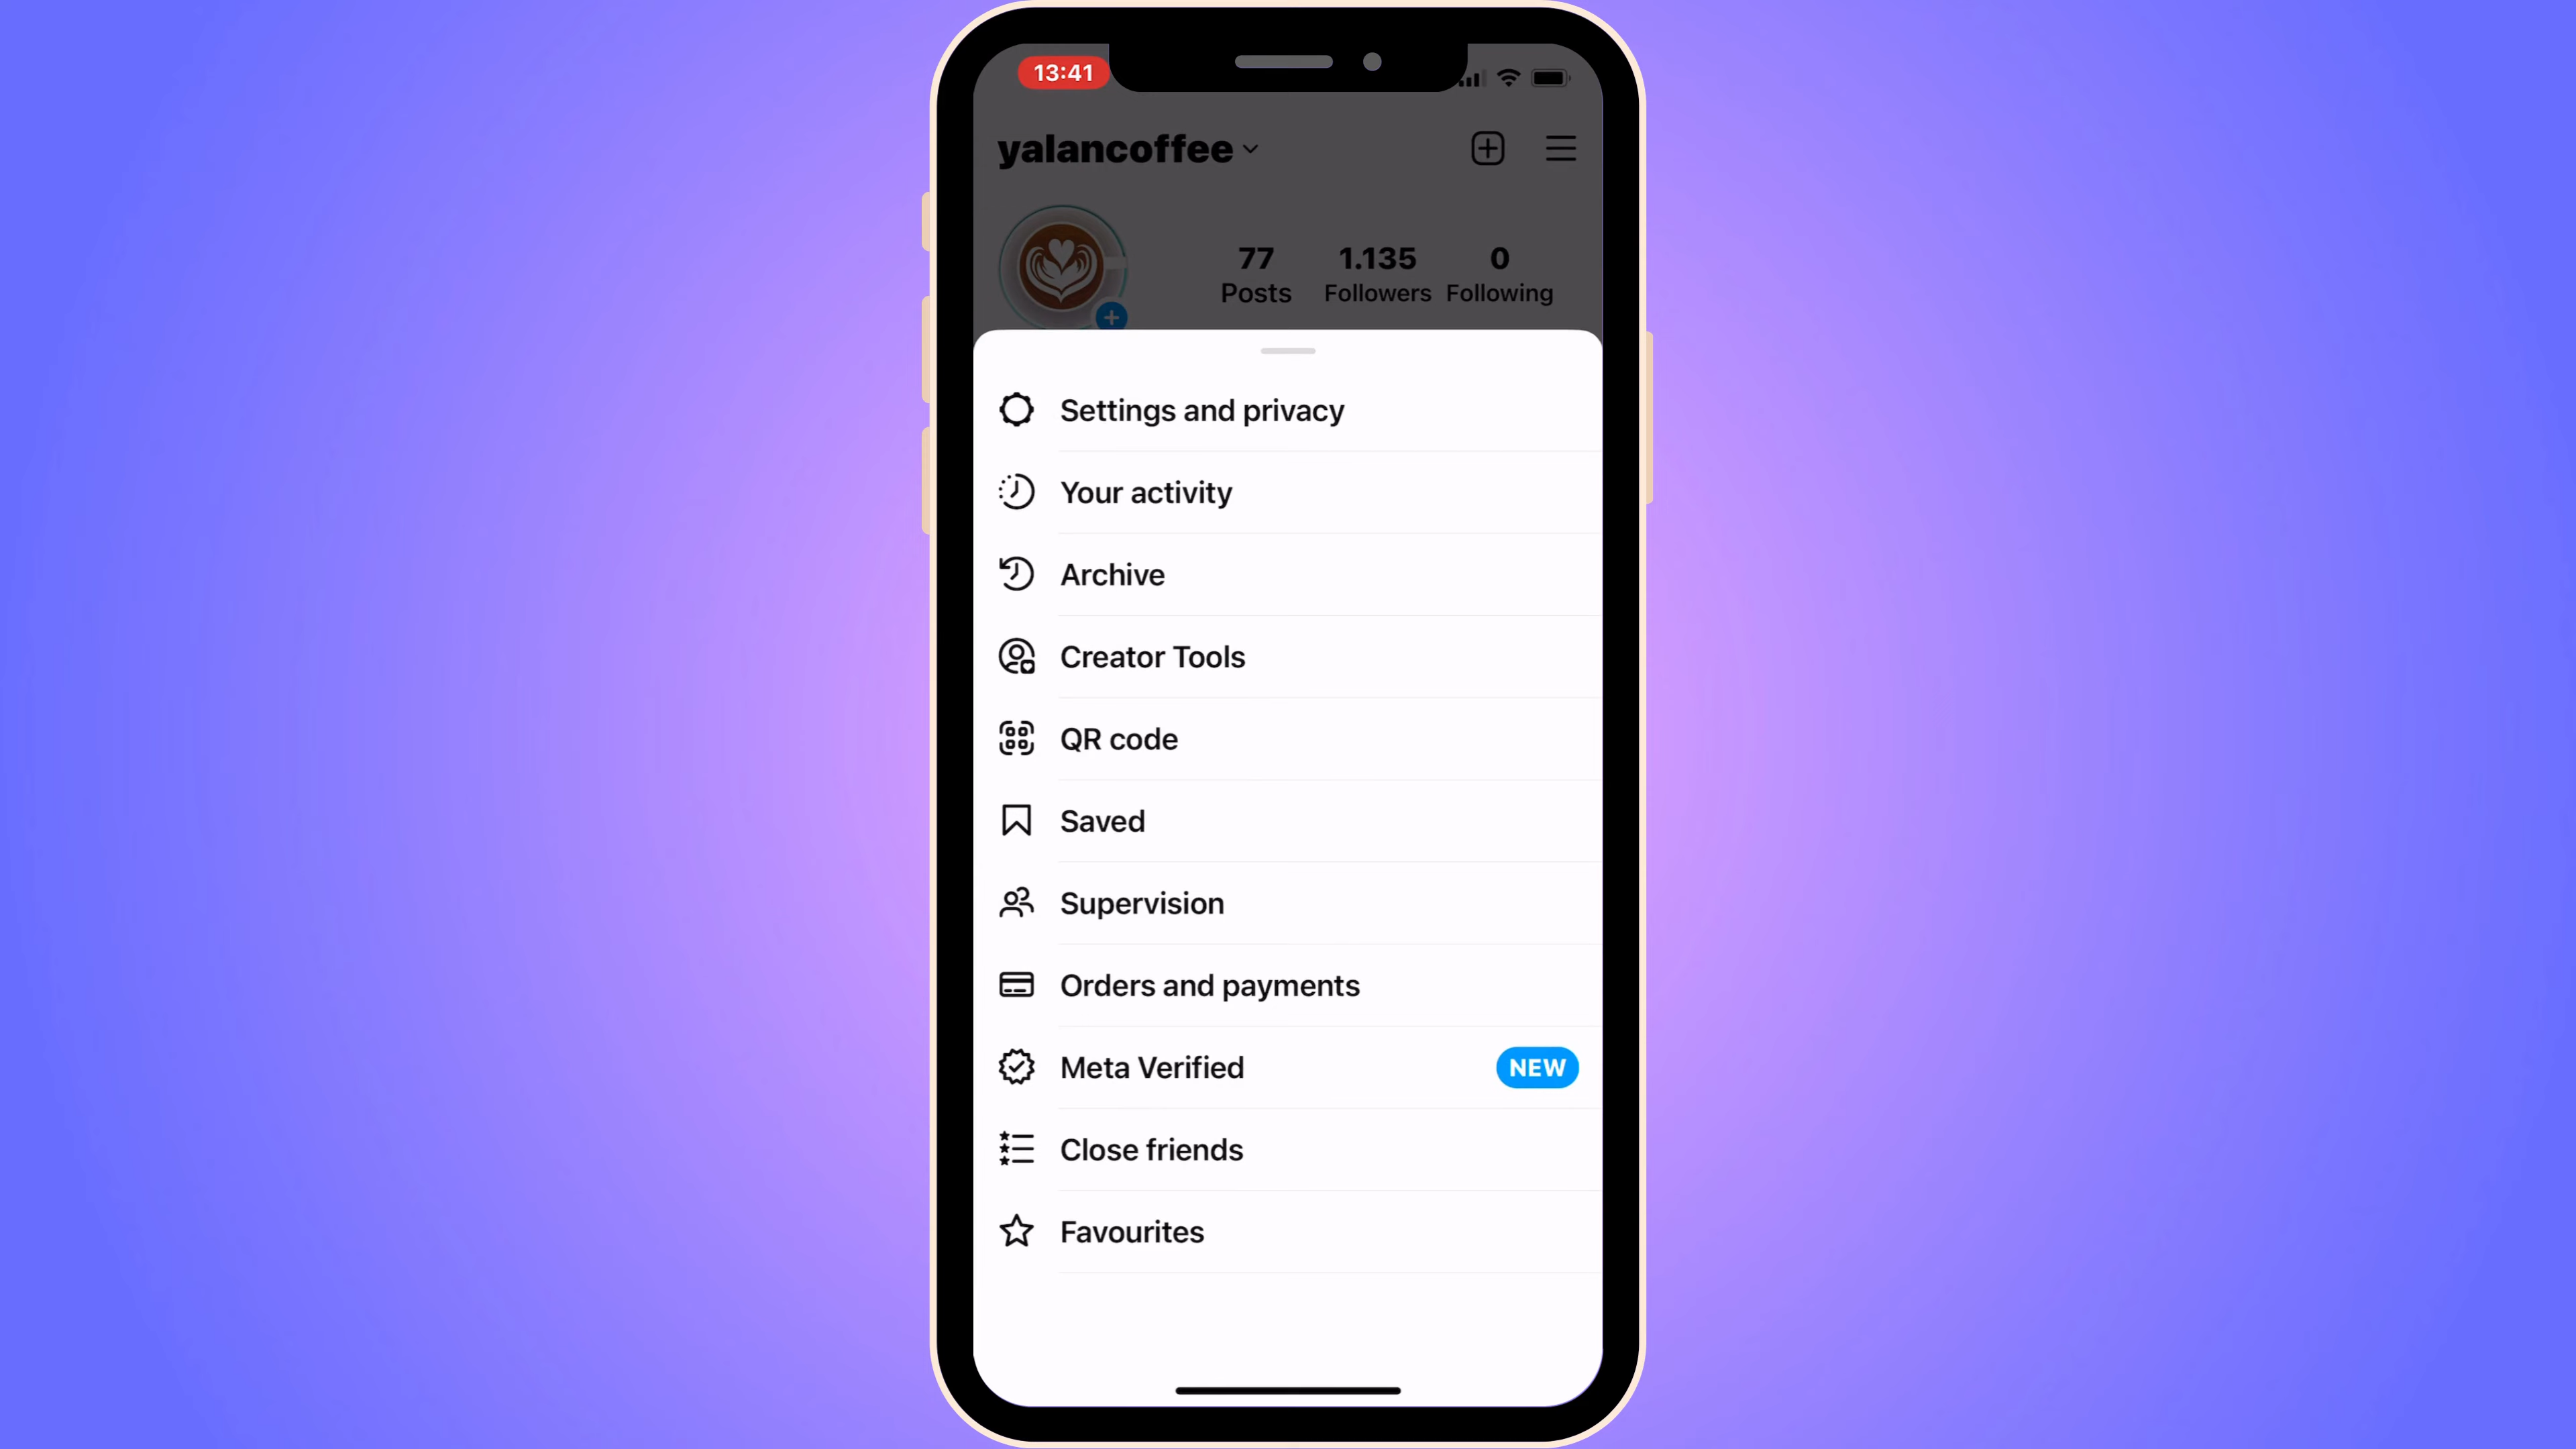 13:41
yalancoffee
77 1.135 0
Posts Followers Following
Settings and privacy
Your activity
Archive
Creator Tools
QR code
Saved
Supervision
Orders and payments
Meta Verified NEW
Close friends
Favourites